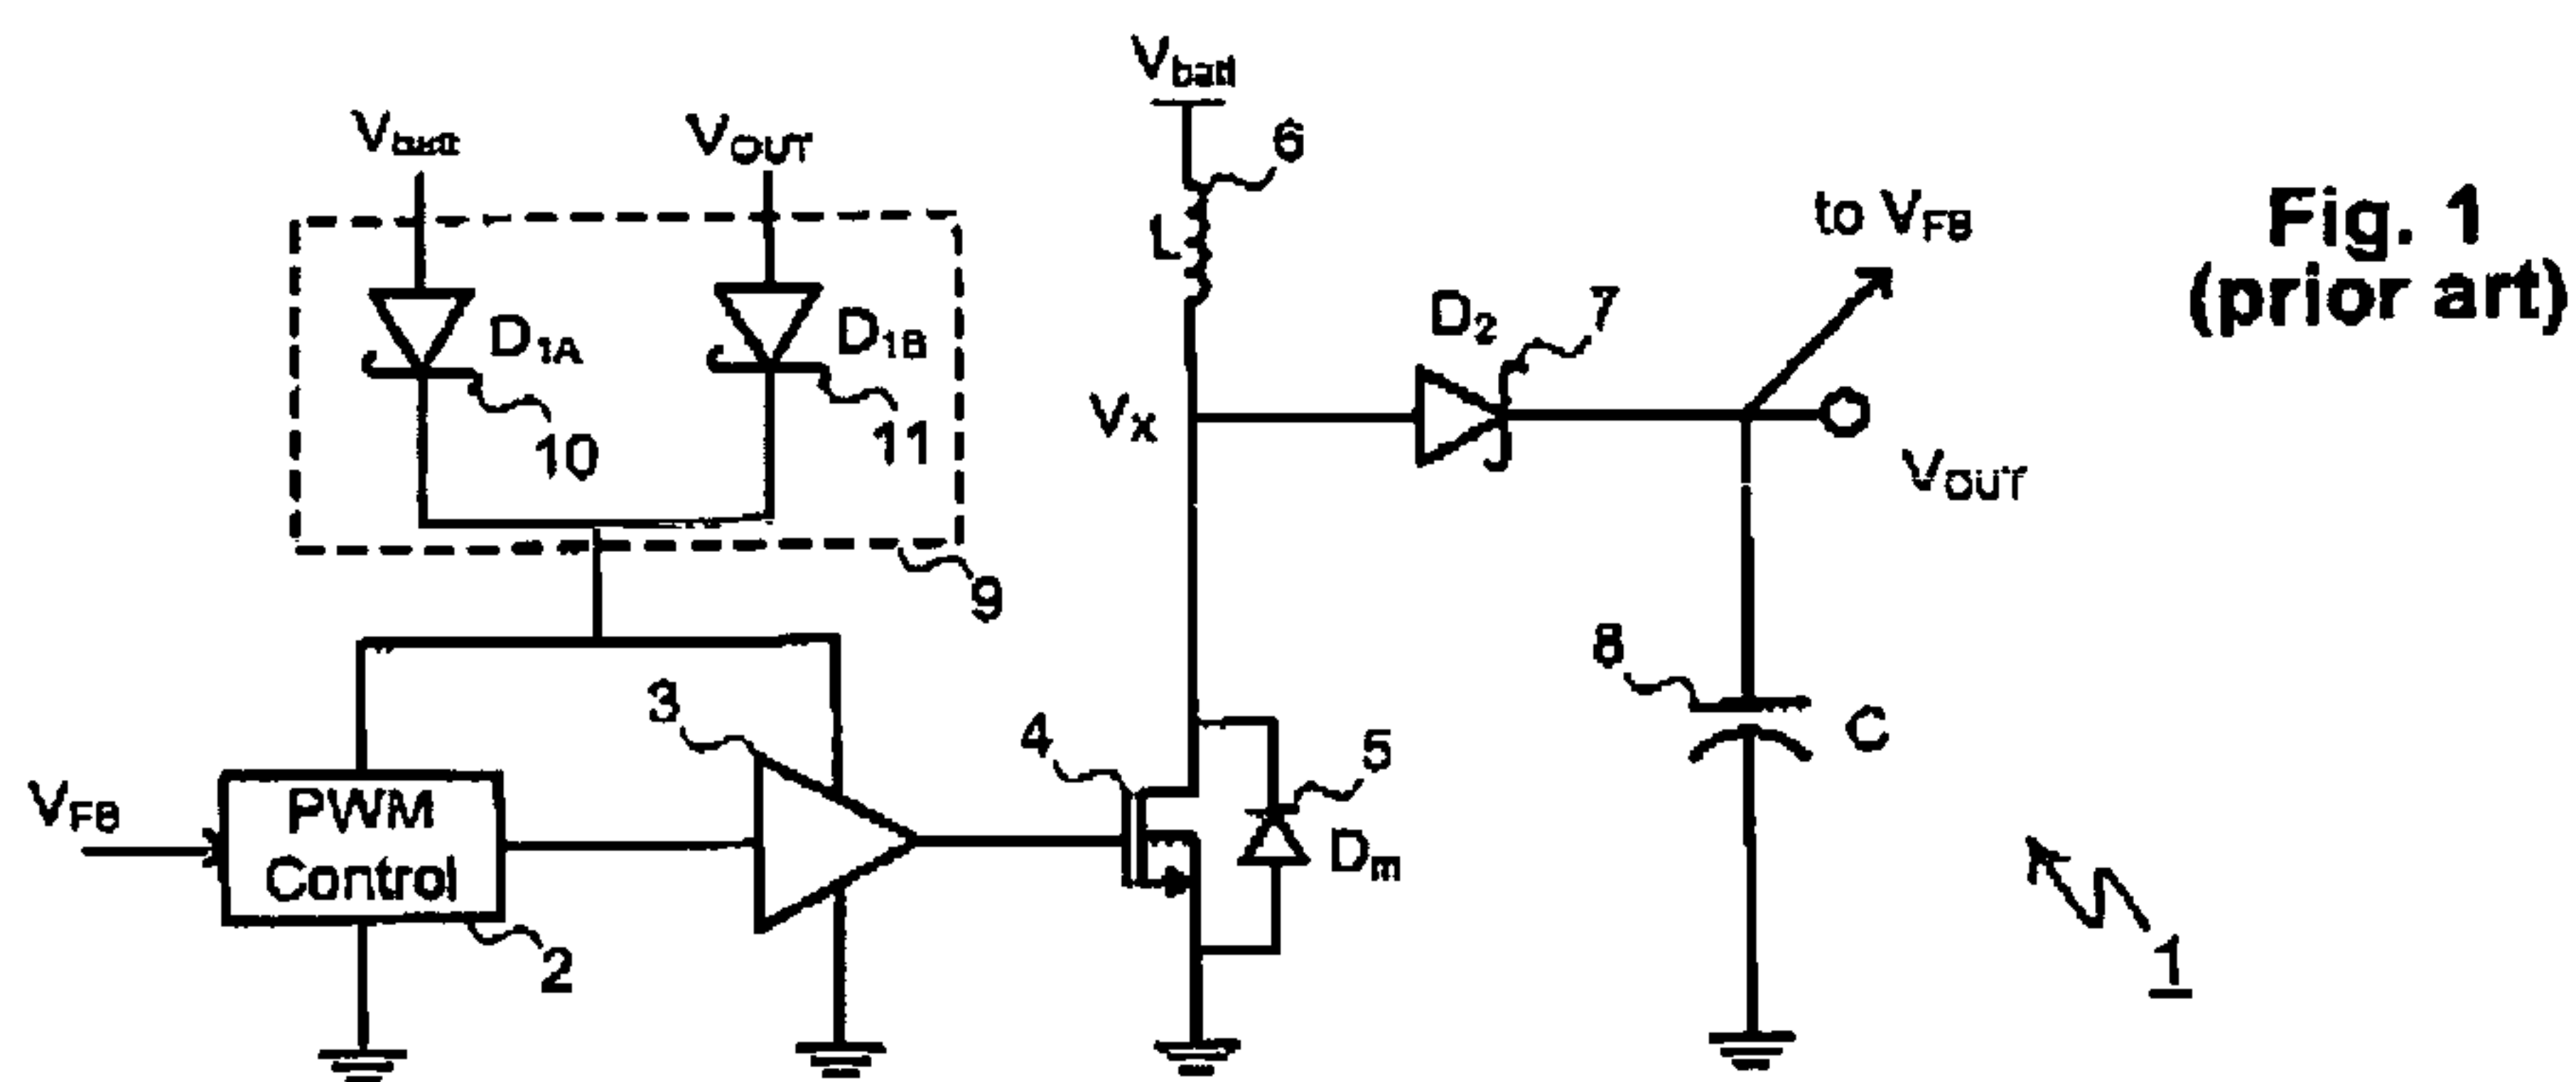 Vbatt
Vbatt
VOUT
6
L
to VFB
Fig. 1
(prior art)
D1A
D1B
D2
7
10
11
VX
VOUT
9
8
C
3
4
5
Dm
VFB
PWM
Control
2
1